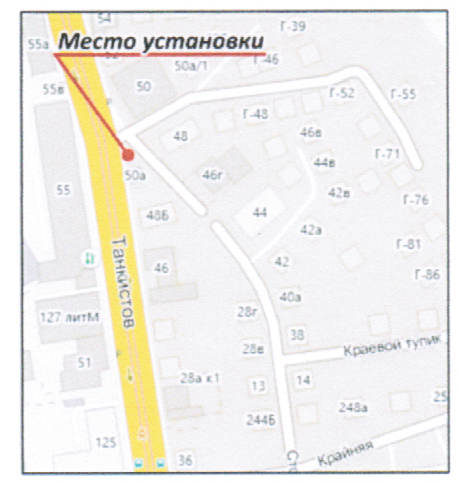 54
Г-39
55а
Место установки
52
50а/1
Г-46
55в
50
Г-52
Г-55
Г-48
48
46в
Г-71
44в
50а
46г
42в
55
Г-76
48Б
44
42а
Г-81
Танкистов
46
42
Г-86
40а
127 литМ
28г
38
Краевой тупик
28в
51
28а к1
13
14
25
244Б
248а
125
Крайняя
36
Сто